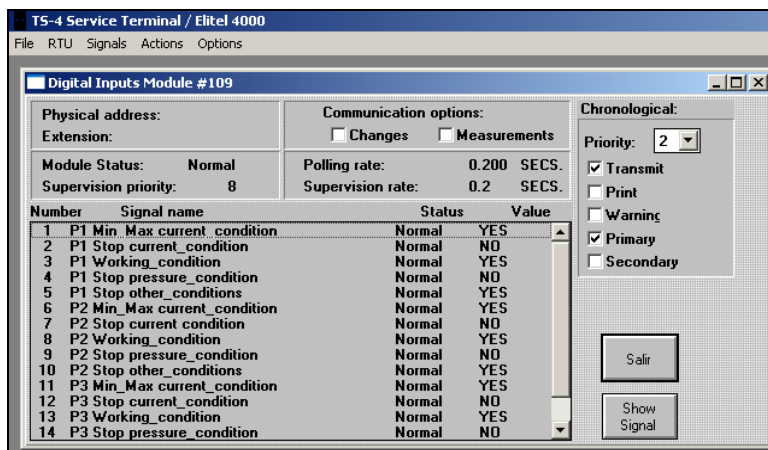 TS-4 Service Terminal / Elitel 4000
File RTU Signals Actions Options
Digital Inputs Module #109
Physical address:
Extension:
Communication options:
Changes Measurements
Module Status: Normal
Supervision priority: 8
Polling rate: 0.200 SECS.
Supervision rate: 0.2 SECS.
Chronological:
Priority: 2
Transmit
Print
Warning
Primary
Secondary
Number Signal name Status Value
1 P1 Min_Max current_condition Normal YES
2 P1 Stop current_condition Normal NO
3 P1 Working_condition Normal YES
4 P1 Stop pressure_condition Normal NO
5 P1 Stop other_conditions Normal YES
6 P2 Min_Max current_condition Normal YES
7 P2 Stop current condition Normal NO
8 P2 Working_condition Normal YES
9 P2 Stop pressure_condition Normal NO
10 P2 Stop other_conditions Normal YES
11 P3 Min_Max current_condition Normal YES
12 P3 Stop current_condition Normal NO
13 P3 Working_condition Normal YES
14 P3 Stop pressure_condition Normal NO
Salir
Show
Signal